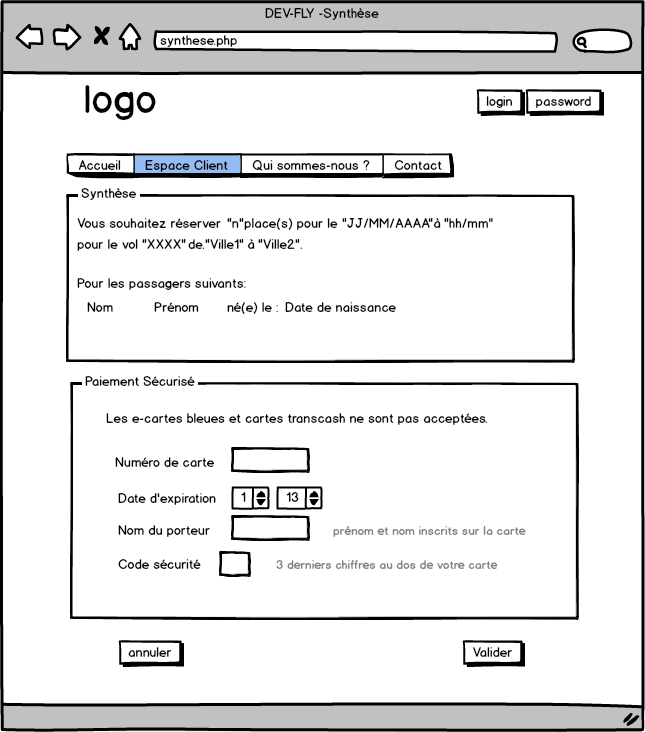 DEV-FLY -Synthèse
synthese.php
logo
login password
Accueil Espace Client Qui sommes-nous ? Contact
Synthèse
Vous souhaitez réserver "n"place(s) pour le "JJ/MM/AAAA"à "hh/mm"
pour le vol "XXXX" de."Ville1" à "Ville2".
Pour les passagers suivants:
Nom Prénom né(e) le : Date de naissance
Paiement Sécurisé
Les e-cartes bleues et cartes transcash ne sont pas acceptées.
Numéro de carte
Date d'expiration 1 13
Nom du porteur prénom et nom inscrits sur la carte
Code sécurité 3 derniers chiffres au dos de votre carte
annuler Valider